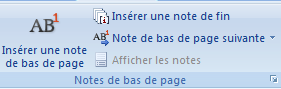 AB1
Insérer une note
de bas de page
Insérer une note de fin
AB Note de bas de page suivante
Afficher les notes
Notes de bas de page